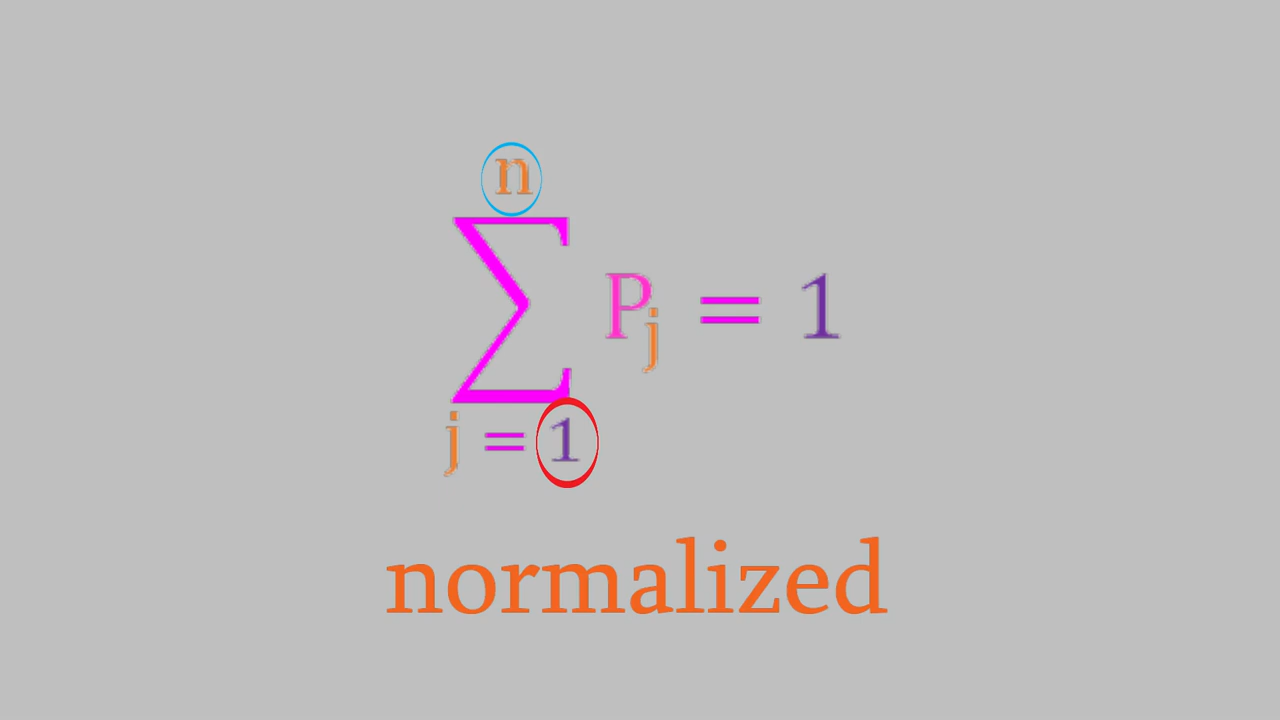 n
∑ Pj = 1
j = 1
normalized